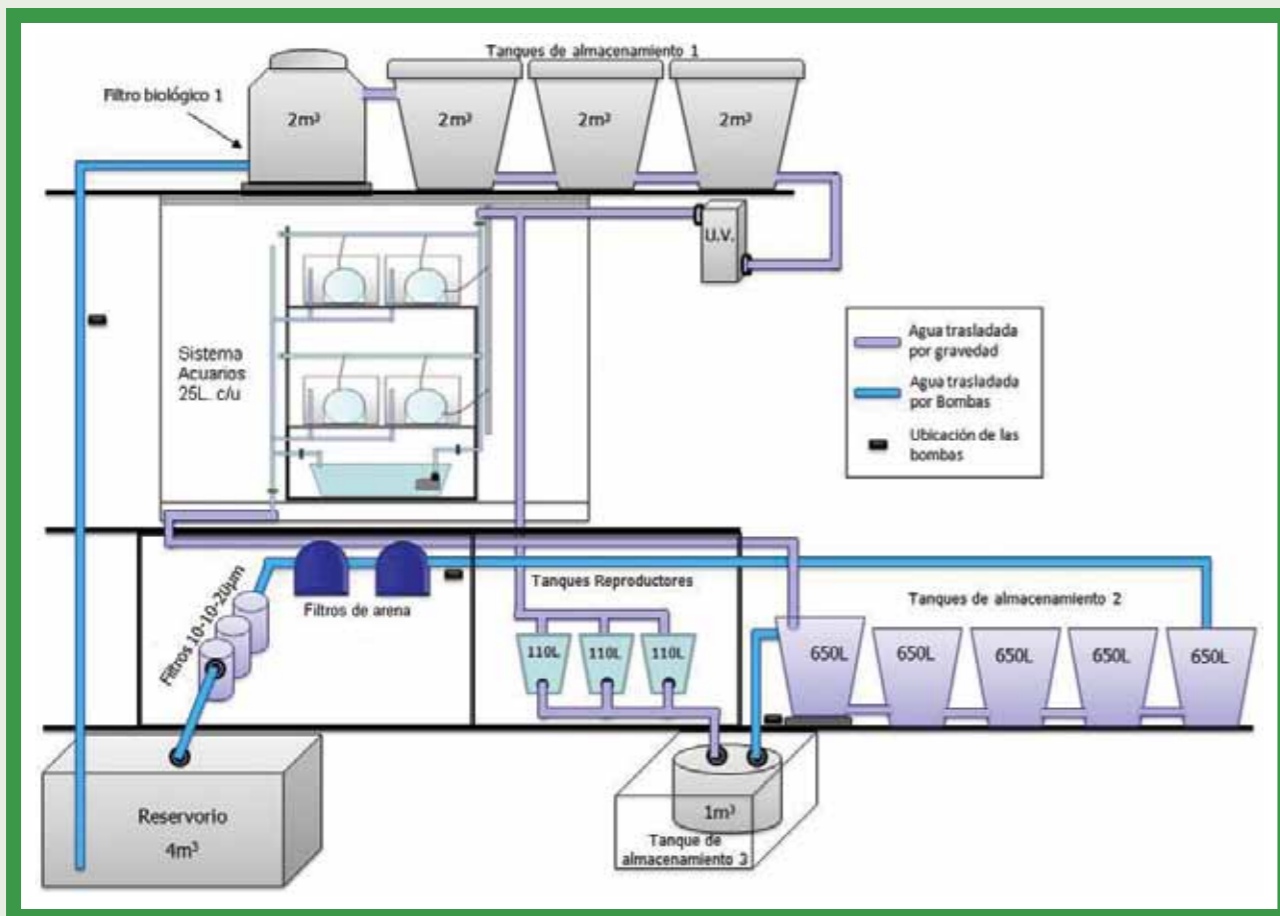 Tanques de almacenamiento 1
Filtro biológico 1
2m³
2m³
2m³
2m³
U.V.
Sistema
Acuarios
25L. c/u
Agua trasladada
por gravedad
Agua trasladada
por Bombas
Ubicación de las
bombas
Filtros 10-10-20µm
Filtros de arena
Tanques Reproductores
110L
110L
110L
Tanques de almacenamiento 2
650L
650L
650L
650L
650L
Reservorio
4m³
1m³
Tanque de
almacenamiento 3